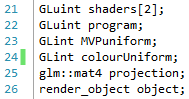 21 GLuint shaders[2];
22 GLuint program;
23 GLint MVPuniform;
24 GLint colourUniform;
25 glm::mat4 projection;
26 render_object object;